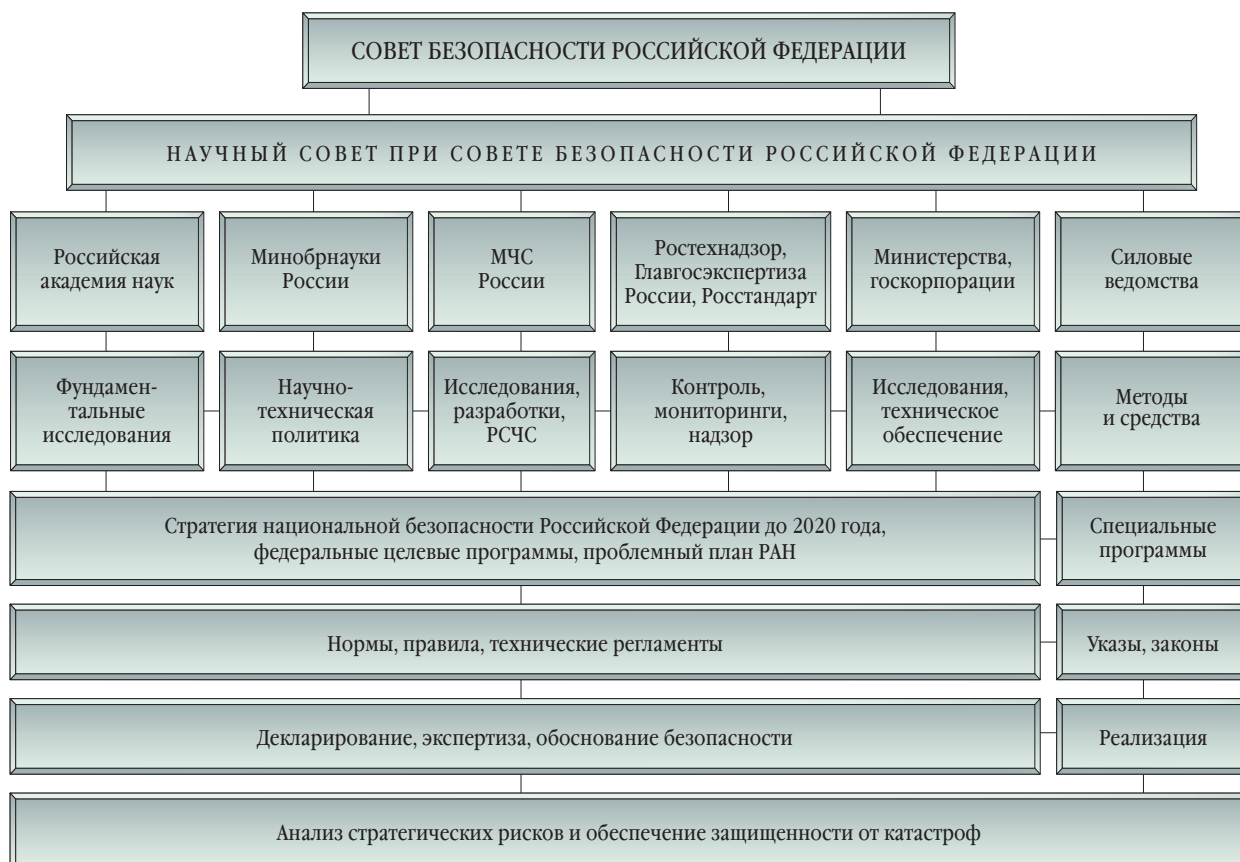 СОВЕТ БЕЗОПАСНОСТИ РОССИЙСКОЙ ФЕДЕРАЦИИ
НАУЧНЫЙ СОВЕТ ПРИ СОВЕТЕ БЕЗОПАСНОСТИ РОССИЙСКОЙ ФЕДЕРАЦИИ
Российская
академия наук
Минобрнауки
России
МЧС
России
Ростехнадзор,
Главгосэкспертиза
России, Росстандарт
Министерства,
госкорпорации
Силовые
ведомства
Фундамен-
тальные
исследования
Научно-
техническая
политика
Исследования,
разработки,
РСЧС
Контроль,
мониторинги,
надзор
Исследования,
техническое
обеспечение
Методы
и средства
Стратегия национальной безопасности Российской Федерации до 2020 года,
федеральные целевые программы, проблемный план РАН
Специальные
программы
Нормы, правила, технические регламенты
Указы, законы
Декларирование, экспертиза, обоснование безопасности
Реализация
Анализ стратегических рисков и обеспечение защищенности от катастроф